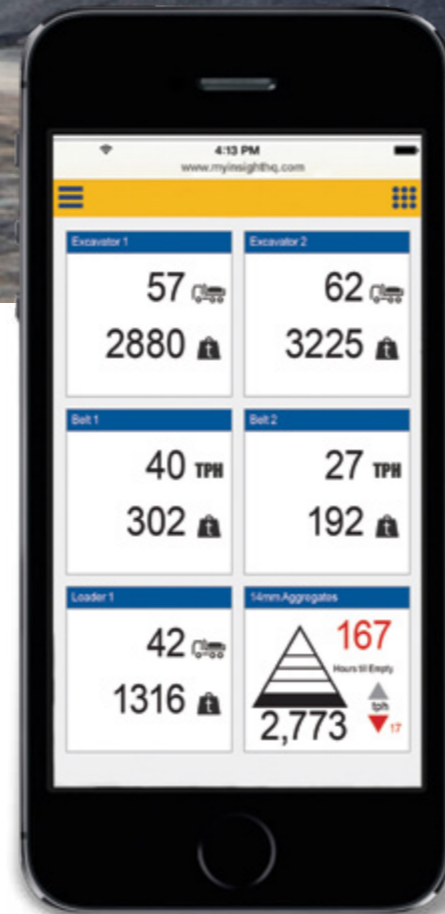 4:13 PM
www.myinsighthq.com
Excavator 1
57
2880 t
Excavator 2
62
3225 t
Belt 1
40 TPH
302 t
Belt 2
27 TPH
192 t
Loader 1
42
1316 t
14mm Aggregates
167
Hours til Empty
tph
2,773
17